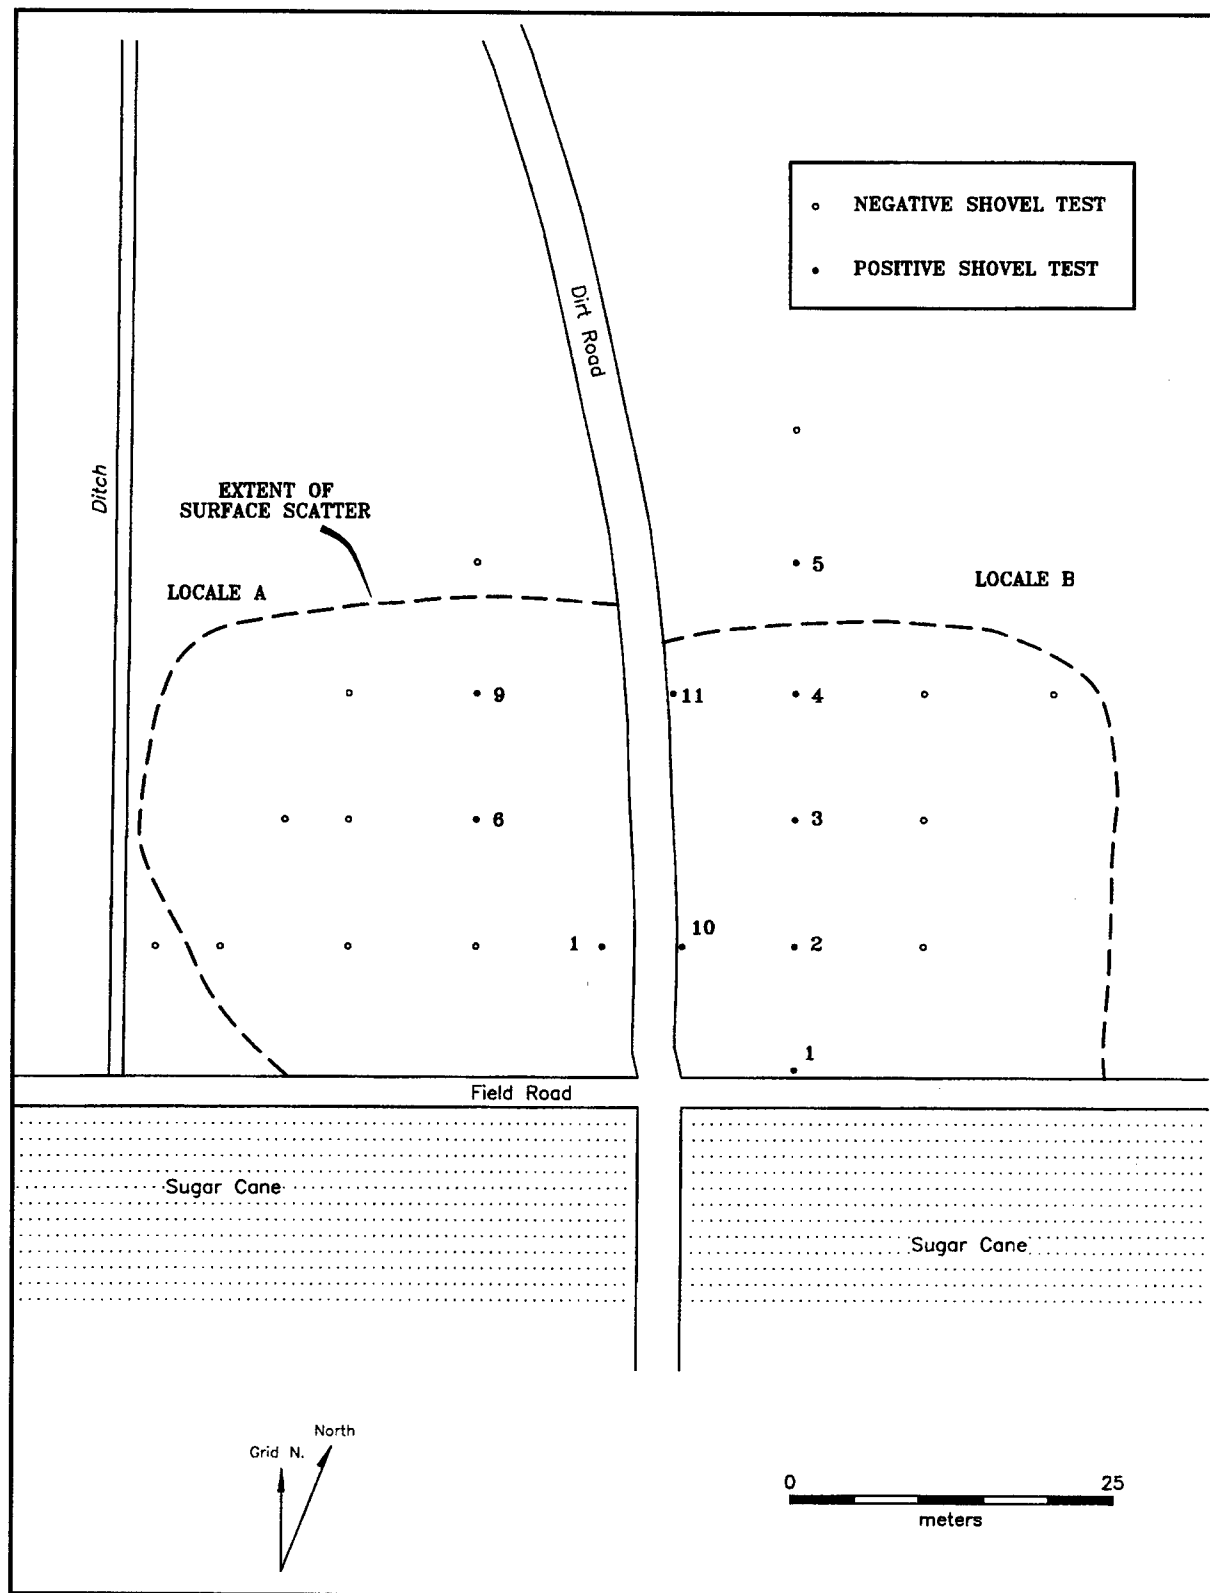 NEGATIVE SHOVEL TEST
POSITIVE SHOVEL TEST
Dirt Road
Ditch
EXTENT OF
SURFACE SCATTER
LOCALE A
5
LOCALE B
9
11
4
6
3
1
10
2
1
Field Road
Sugar Cane
Sugar Cane
North
Grid N.
0
25
meters